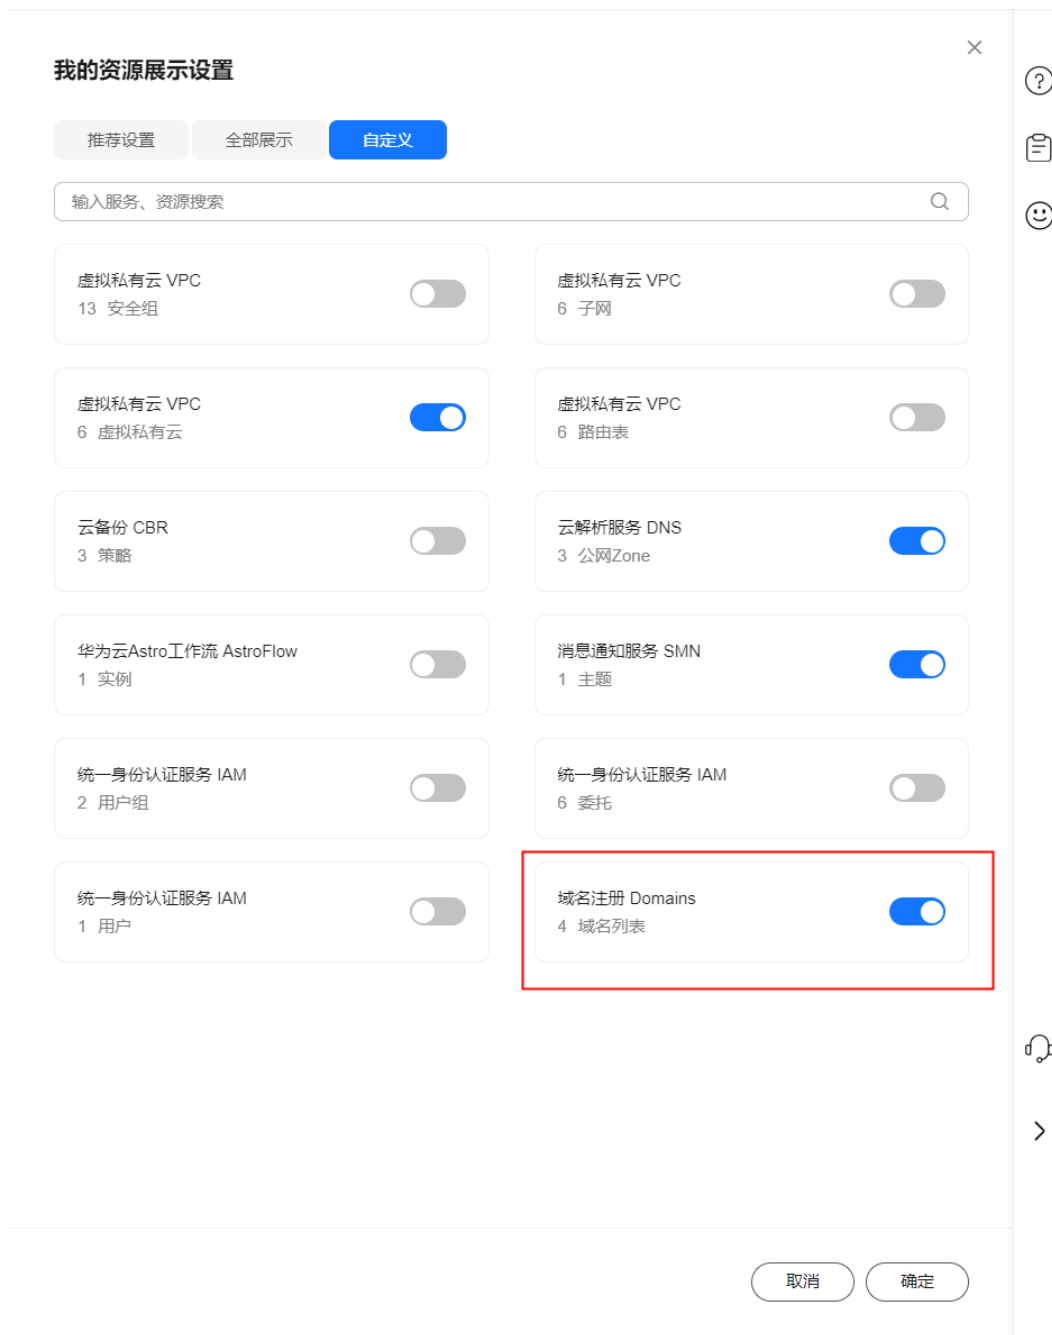 我的资源展示设置
推荐设置
全部展示
自定义
输入服务、资源搜索
虚拟私有云 VPC
13 安全组
虚拟私有云 VPC
6 子网
虚拟私有云 VPC
6 虚拟私有云
虚拟私有云 VPC
6 路由表
云备份 CBR
3 策略
云解析服务 DNS
3 公网Zone
华为云Astro工作流 AstroFlow
1 实例
消息通知服务 SMN
1 主题
统一身份认证服务 IAM
2 用户组
统一身份认证服务 IAM
6 委托
统一身份认证服务 IAM
1 用户
域名注册 Domains
4 域名列表
取消
确定